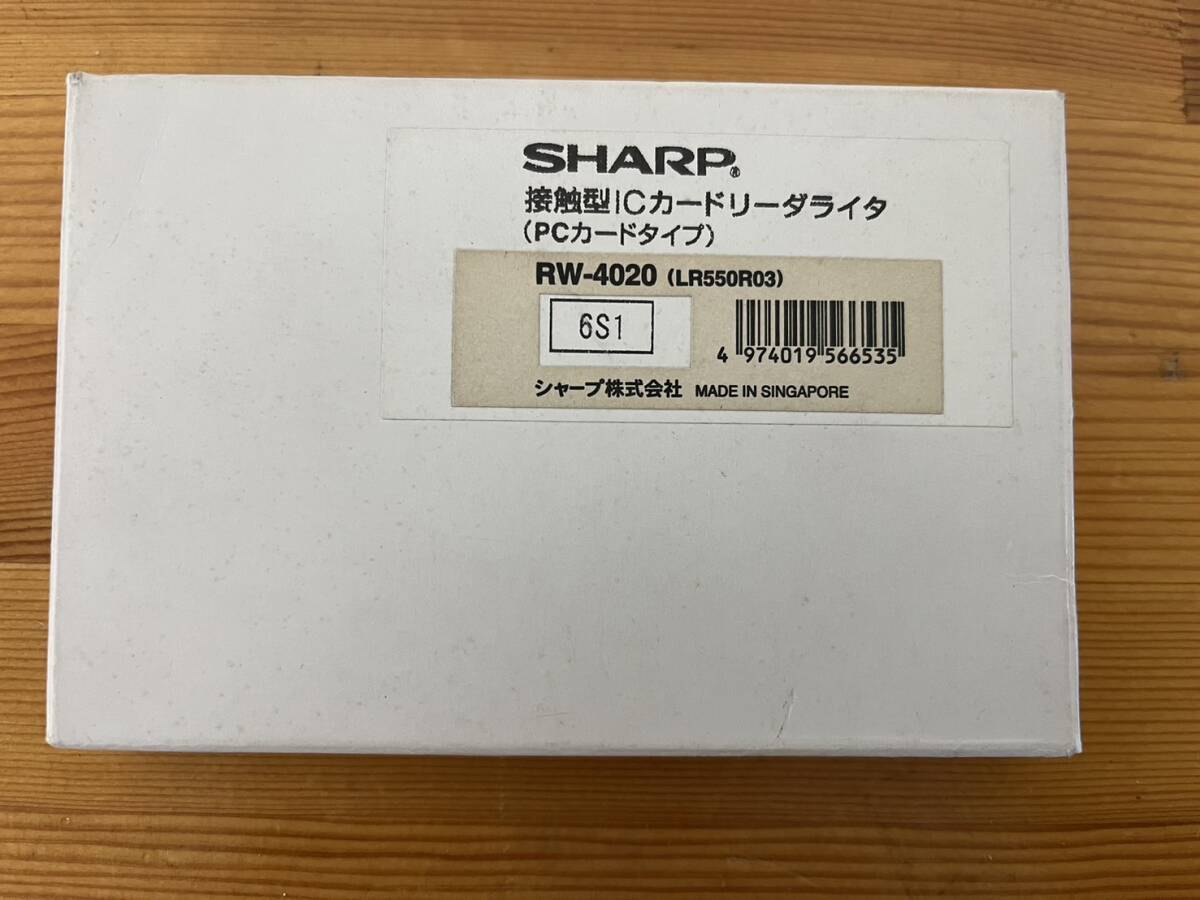 SHARP®
接触型ICカードリーダライタ
(PCカードタイプ)
RW-4020 (LR550R03)
6S1
4 974019 566535
シャープ株式会社 MADE IN SINGAPORE